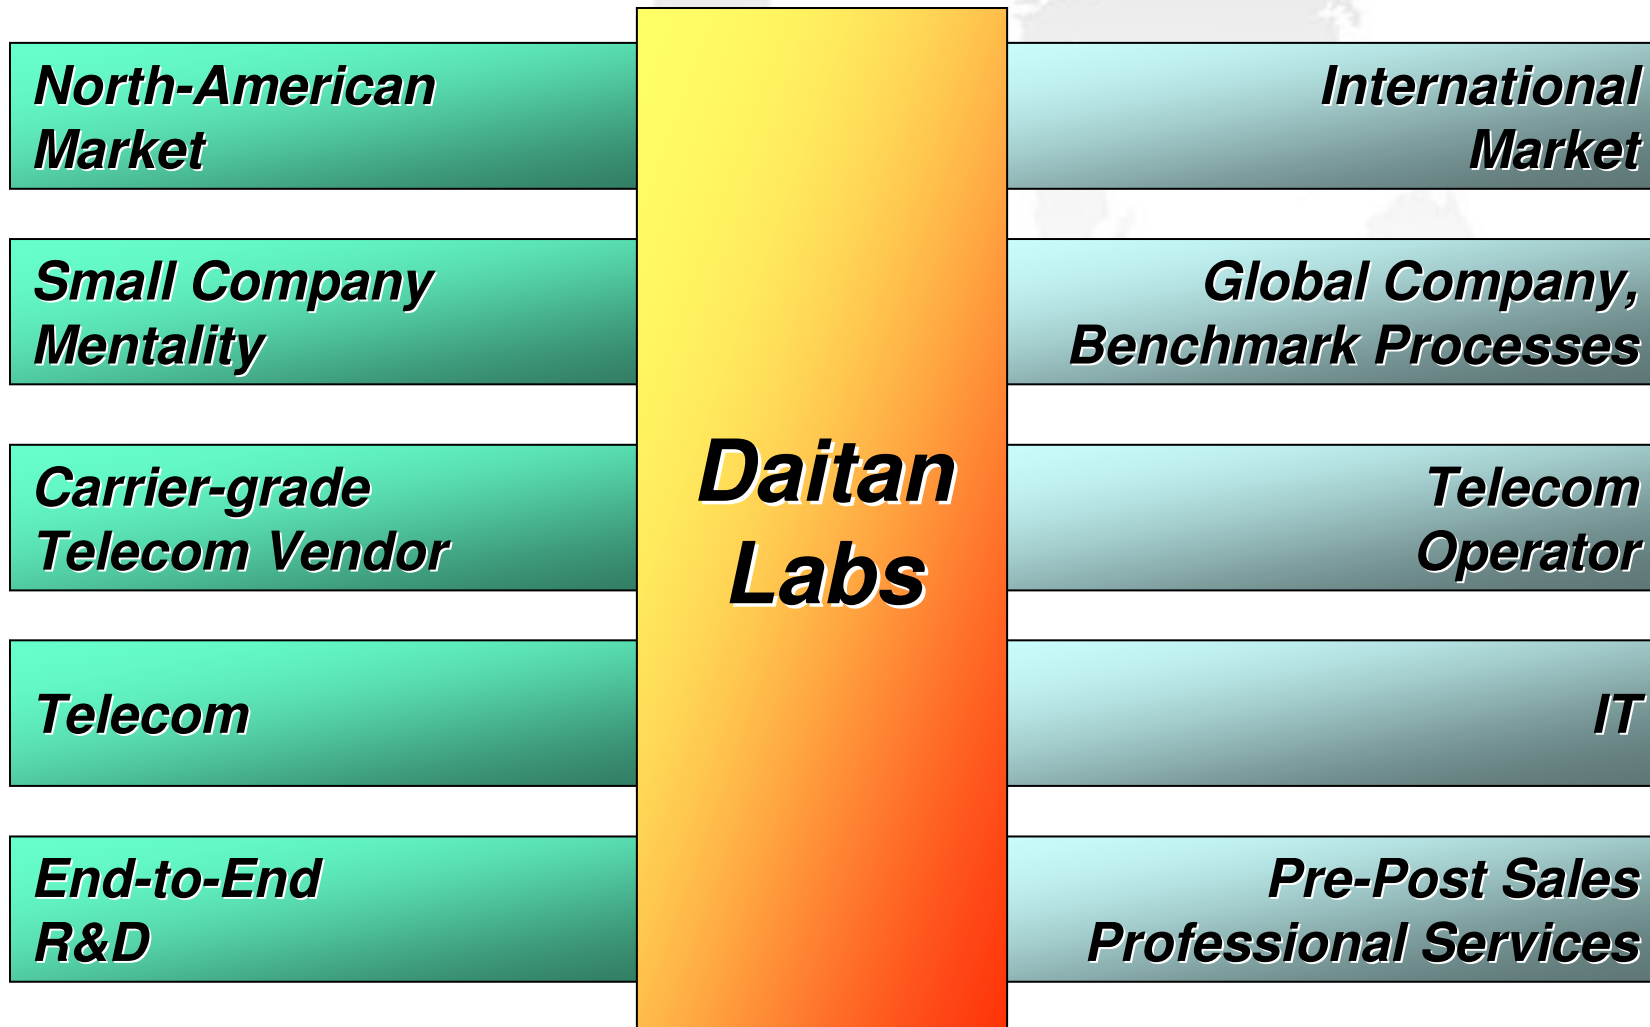 North-American
Market
International
Market
Small Company
Mentality
Global Company,
Benchmark Processes
Carrier-grade
Telecom Vendor
Daitan
Labs
Telecom
Operator
Telecom
IT
End-to-End
R&D
Pre-Post Sales
Professional Services